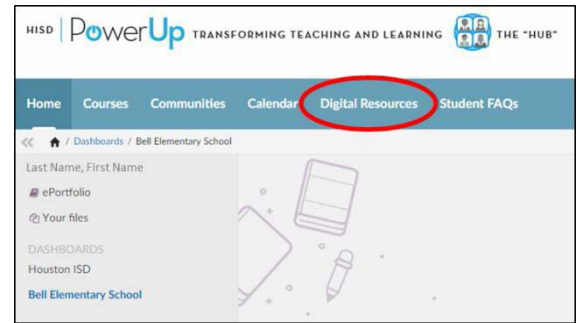 HISD PowerUp TRANSFORMING TEACHING AND LEARNING THE "HUB"
Home Courses Communities Calendar Digital Resources Student FAQs
/ Dashboards / Bell Elementary School
Last Name, First Name
ePortfolio
Your files
DASHBOARDS
Houston ISD
Bell Elementary School